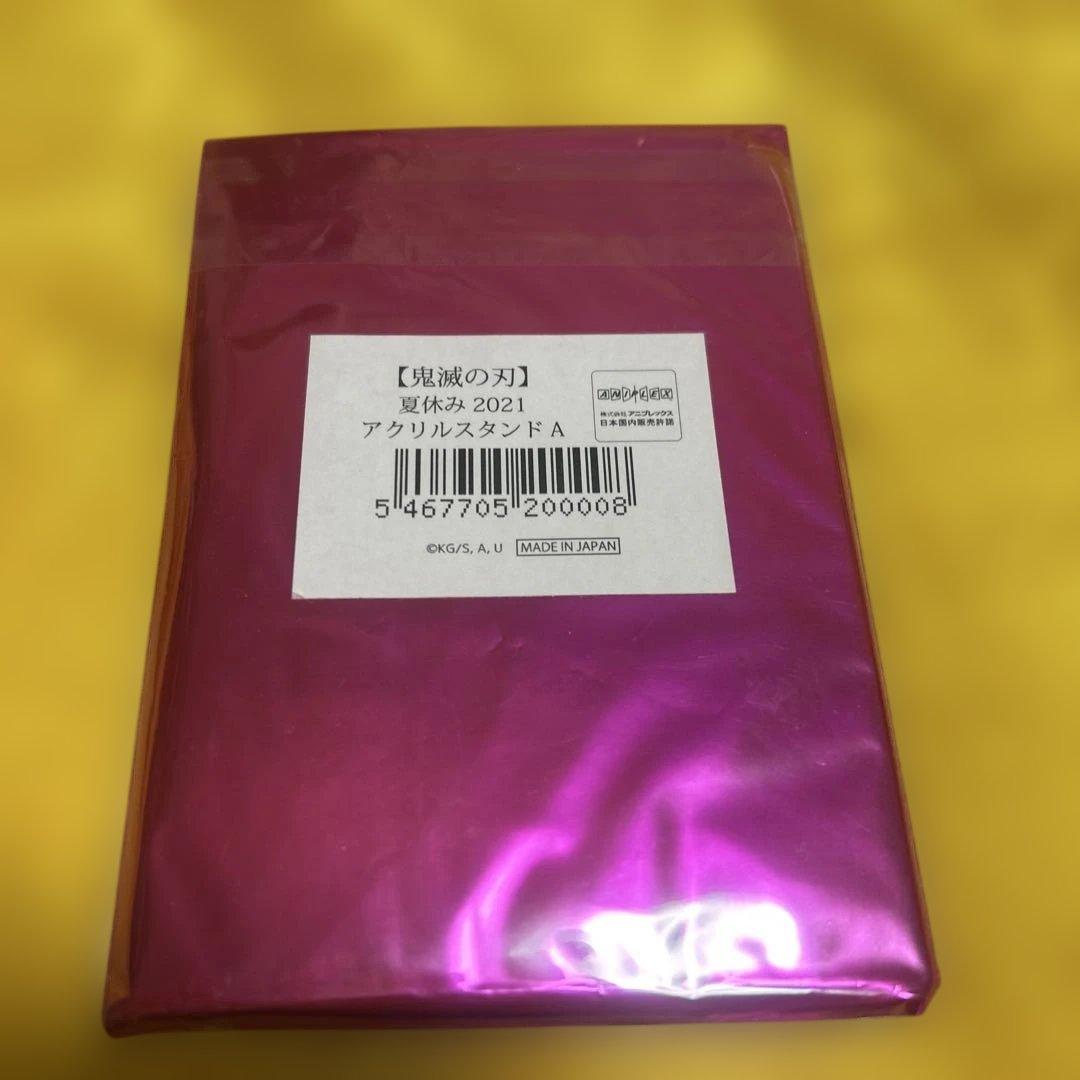 【鬼滅の刃】
夏休み 2021
アクリルスタンド A
ANIPLEX
株式会社 アニプレックス
日本国内販売許諾
5 467705 200008
©KG/S, A, U
MADE IN JAPAN